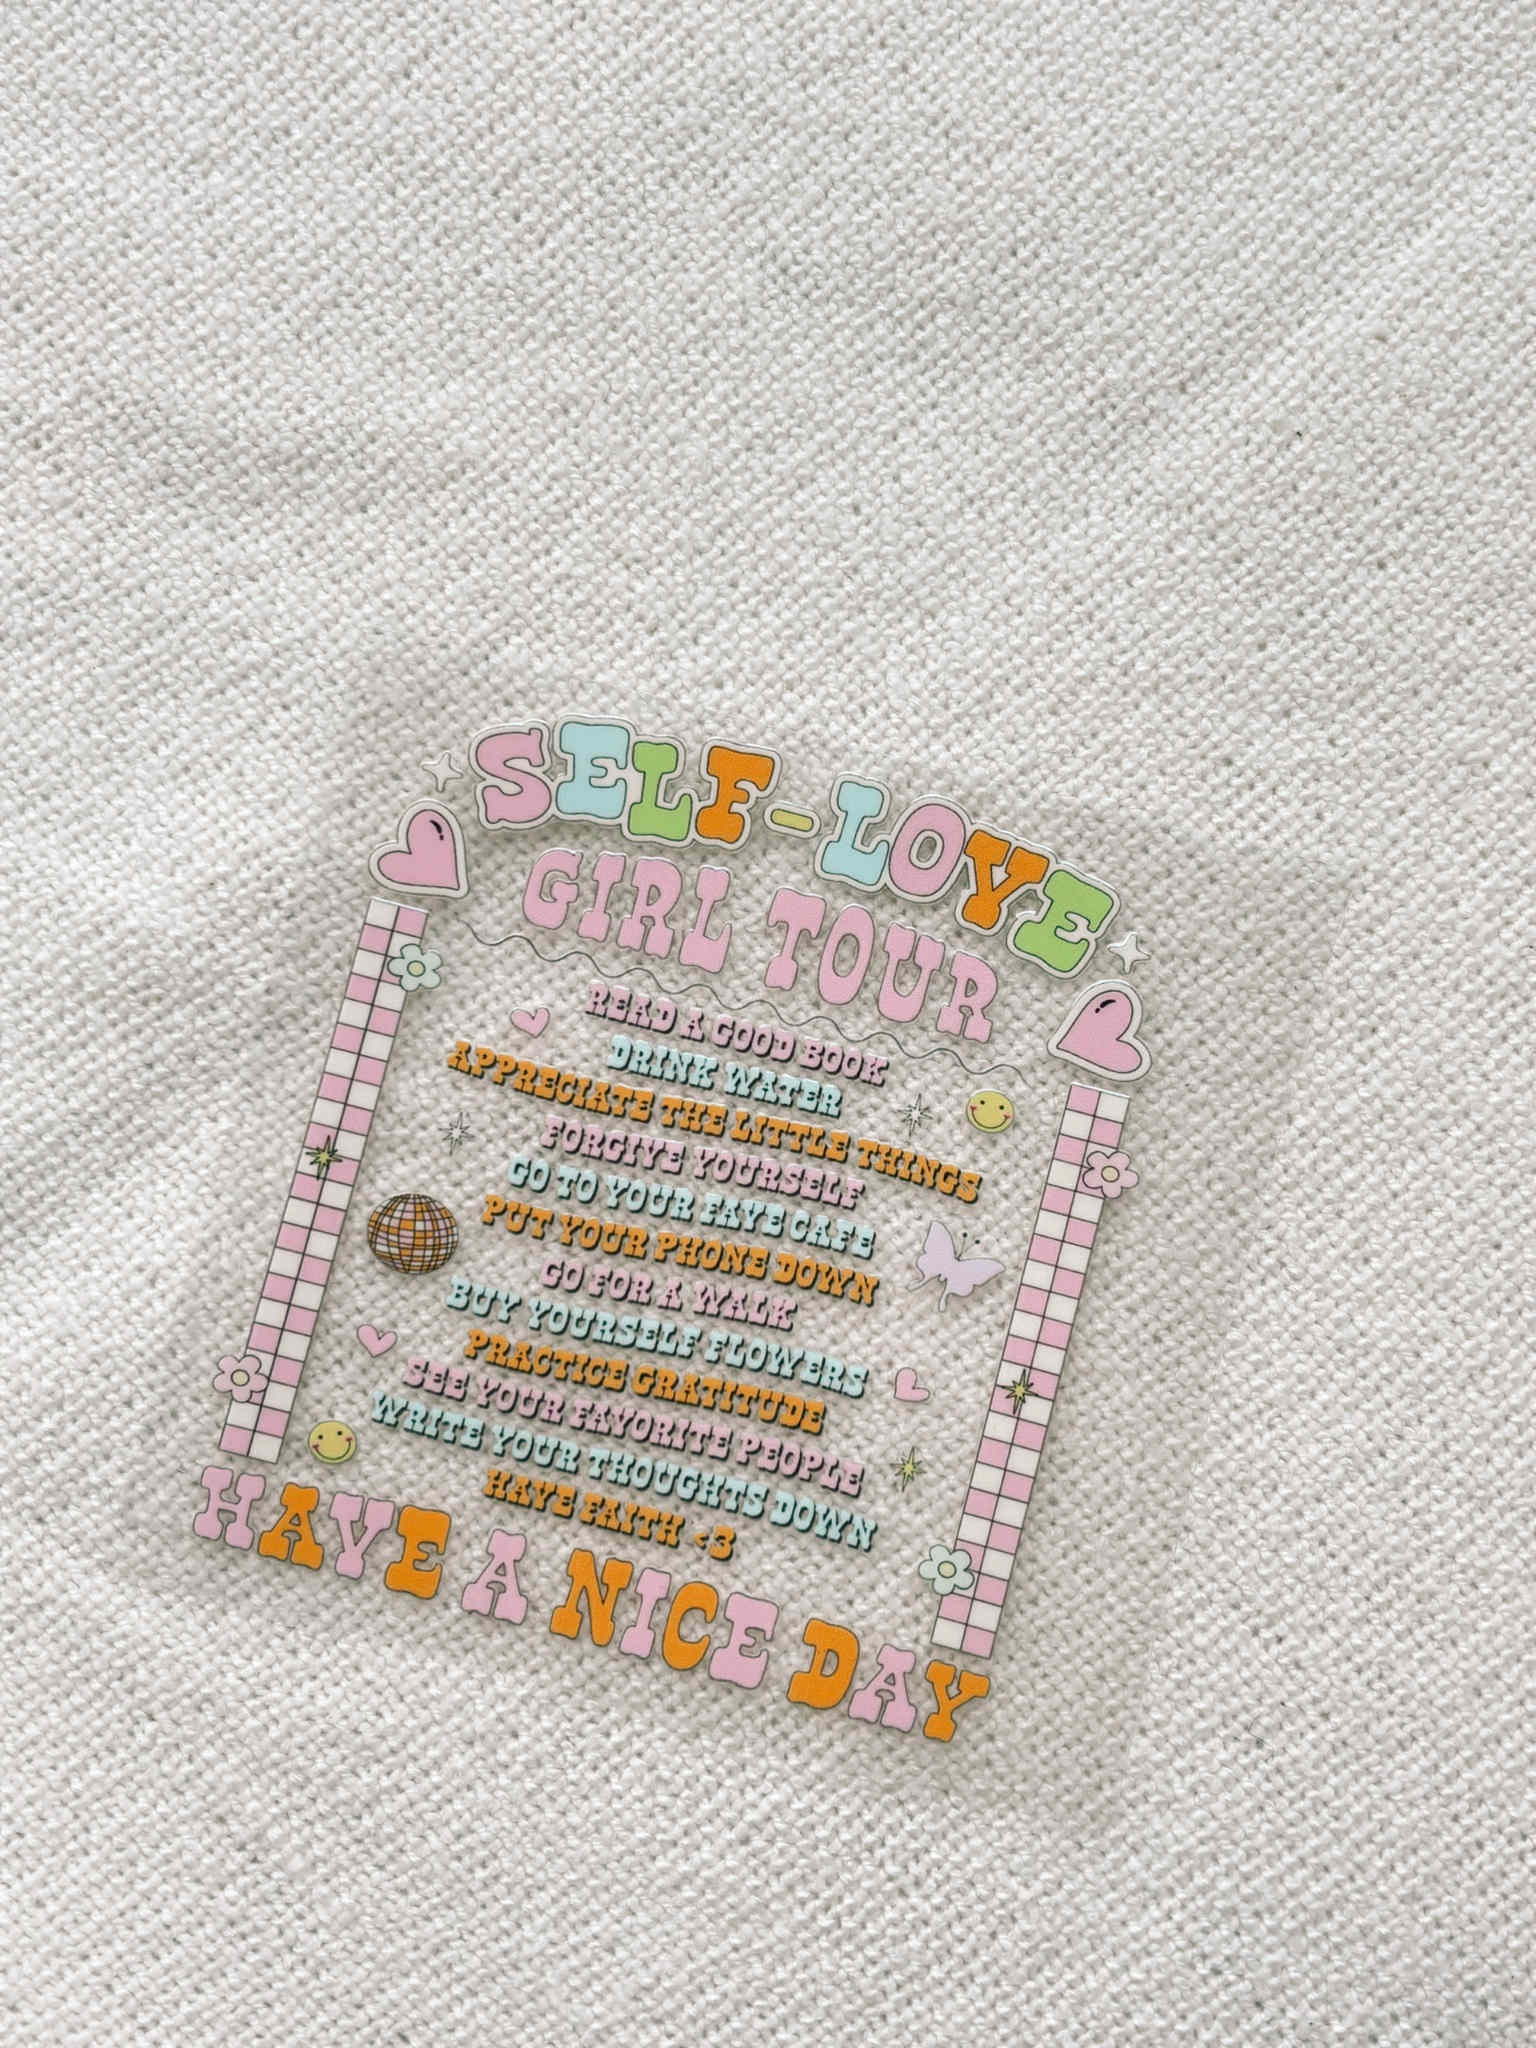 SELF-LOVE
GIRL TOUR
READ A GOOD BOOK
DRINK WATER
APPRECIATE THE LITTLE THINGS
FORGIVE YOURSELF
GO TO YOUR FAVE CAFE
PUT YOUR PHONE DOWN
GO FOR A WALK
BUY YOURSELF FLOWERS
PRACTICE GRATITUDE
SEE YOUR FAVORITE PEOPLE
WRITE YOUR THOUGHTS DOWN
HAVE FAITH <3
HAVE A NICE DAY